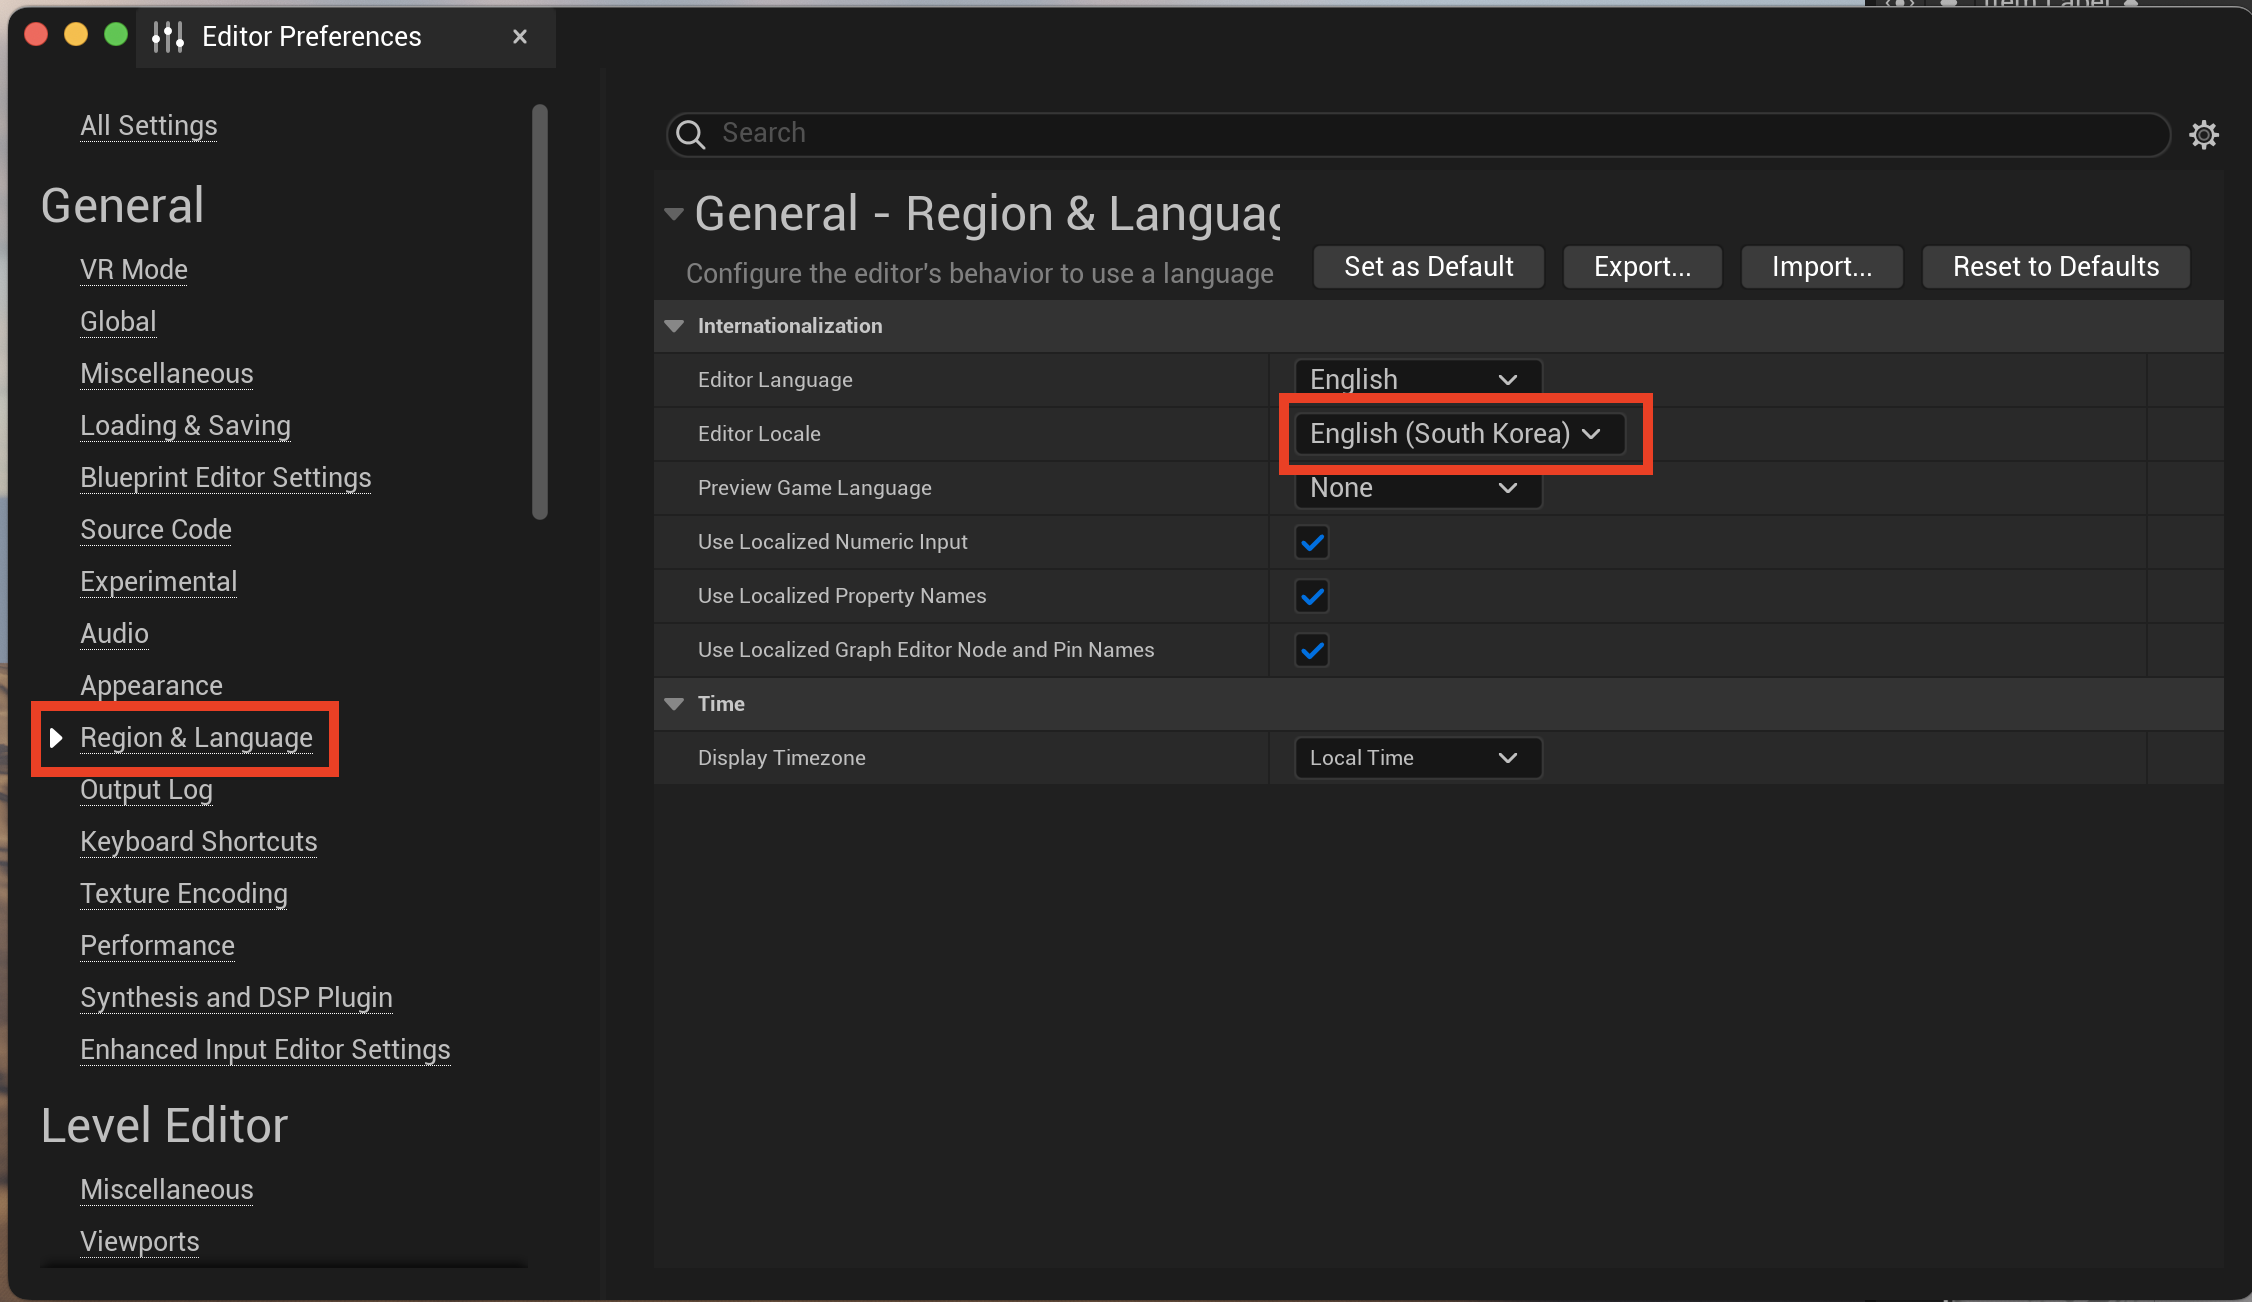 Item Label
Editor Preferences
All Settings
General
VR Mode
Global
Miscellaneous
Loading & Saving
Blueprint Editor Settings
Source Code
Experimental
Audio
Appearance
Region & Language
Output Log
Keyboard Shortcuts
Texture Encoding
Performance
Synthesis and DSP Plugin
Enhanced Input Editor Settings
Level Editor
Miscellaneous
Viewports
Search
General - Region & Languag
Configure the editor's behavior to use a language
Set as Default
Export...
Import...
Reset to Defaults
Internationalization
Editor Language
English
Editor Locale
English (South Korea)
Preview Game Language
None
Use Localized Numeric Input
Use Localized Property Names
Use Localized Graph Editor Node and Pin Names
Time
Display Timezone
Local Time